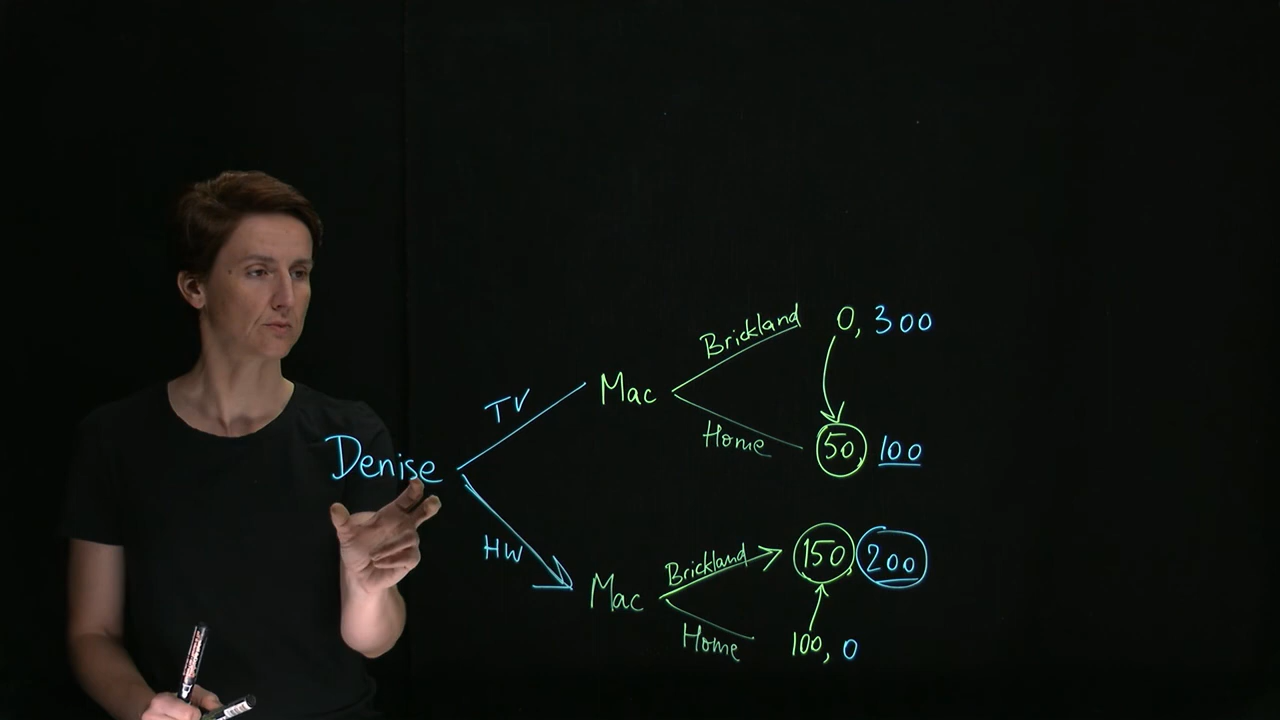 Brickland 0, 300
TV Mac
Home 50, 100
Denise
HW Brickland 150, 200
Mac
Home 100, 0